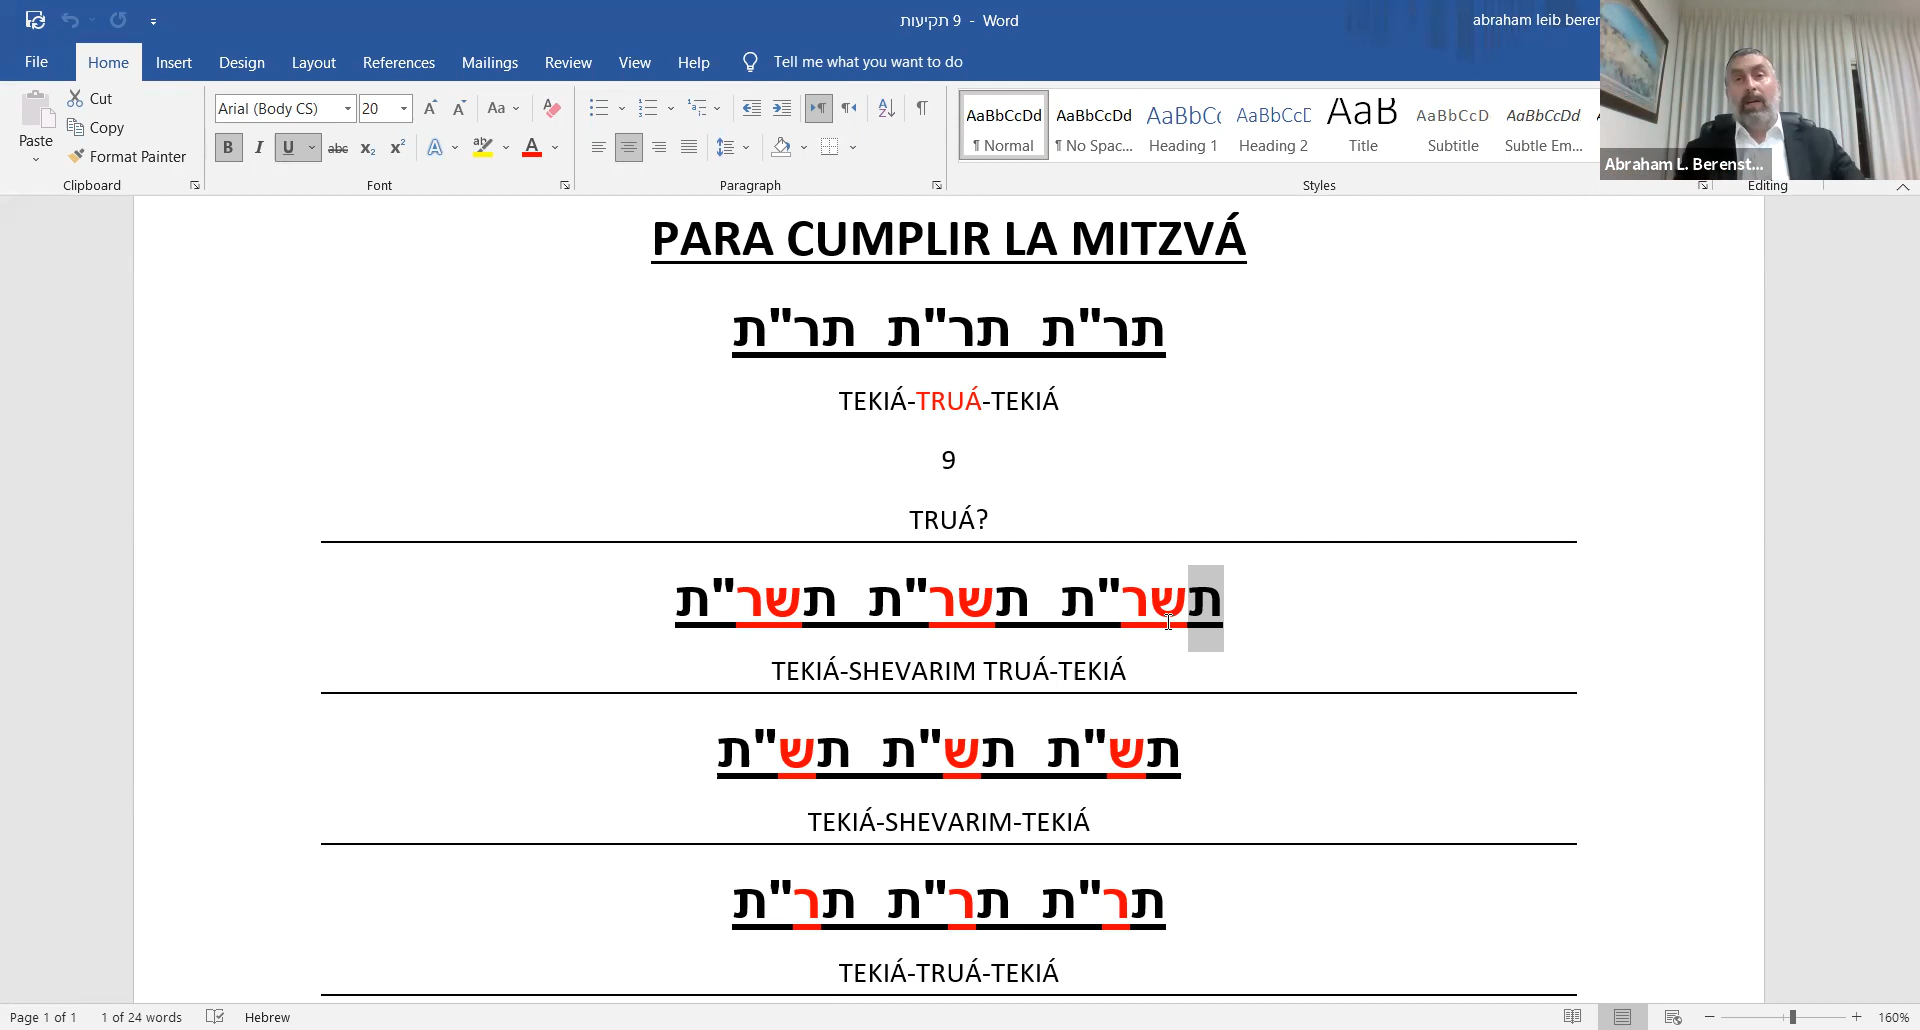 9 תקיעות - Word
abraham leib berer
File Home Insert Design Layout References Mailings Review View Help Tell me what you want to do
Paste
Cut
Copy
Format Painter
Arial (Body CS) 20
Clipboard Font Paragraph Styles Editing
AaBbCcDd AaBbCcDd AaBbCc AaBbCcD AaB AaBbCcD AaBbCcDd
¶ Normal ¶ No Spac... Heading 1 Heading 2 Title Subtitle Subtle Em...
Abraham L. Berenst...
PARA CUMPLIR LA MITZVÁ
תר"ת תר"ת תר"ת
TEKIÁ-TRUÁ-TEKIÁ
9
TRUÁ?
תשר"ת תשר"ת תשר"ת
TEKIÁ-SHEVARIM TRUÁ-TEKIÁ
תש"ת תש"ת תש"ת
TEKIÁ-SHEVARIM-TEKIÁ
תר"ת תר"ת תר"ת
TEKIÁ-TRUÁ-TEKIÁ
Page 1 of 1 1 of 24 words Hebrew 160%